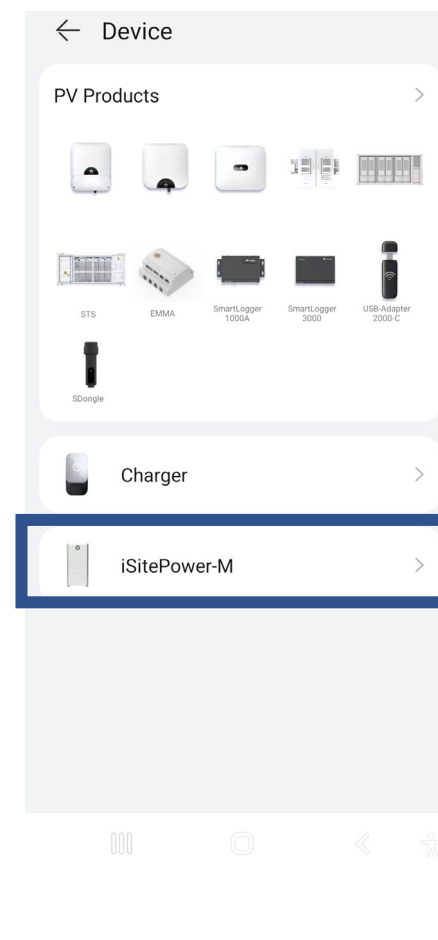 Device
PV Products
STS
EMMA
SmartLogger
1000A
SmartLogger
3000
USB-Adapter
2000-C
SDongle
Charger
iSitePower-M